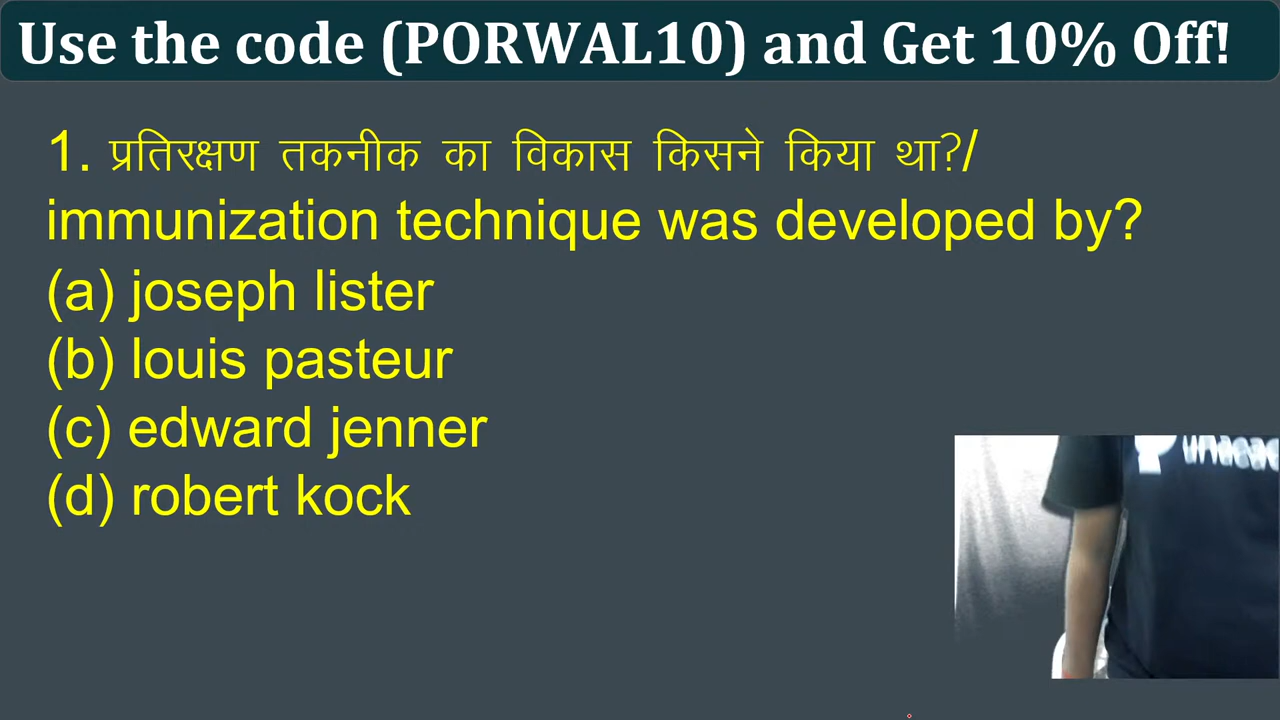 Use the code (PORWAL10) and Get 10% Off!
1. प्रतिरक्षण तकनीक का विकास किसने किया था?/
immunization technique was developed by?
(a) joseph lister
(b) louis pasteur
(c) edward jenner
(d) robert kock